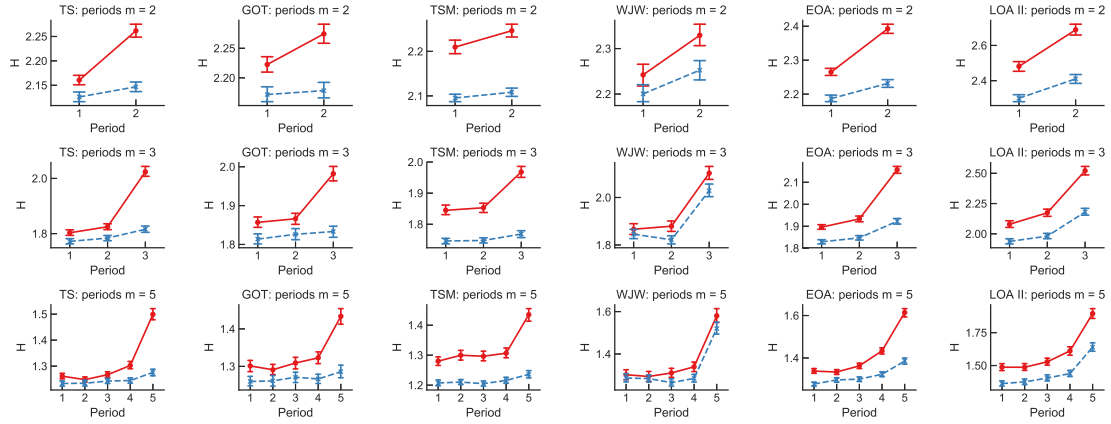 TS: periods m = 2
GOT: periods m = 2
TSM: periods m = 2
WJW: periods m = 2
EOA: periods m = 2
LOA II: periods m = 2
H
2.25
2.20
2.15
1
2
Period
H
2.25
2.20
1
2
Period
H
2.2
2.1
1
2
Period
H
2.3
2.2
1
2
Period
H
2.4
2.3
2.2
1
2
Period
H
2.6
2.4
1
2
Period
TS: periods m = 3
GOT: periods m = 3
TSM: periods m = 3
WJW: periods m = 3
EOA: periods m = 3
LOA II: periods m = 3
H
2.0
1.8
1
2
3
Period
H
2.0
1.9
1.8
1
2
3
Period
H
2.0
1.9
1.8
1
2
3
Period
H
2.0
1.8
1
2
3
Period
H
2.1
2.0
1.9
1.8
1
2
3
Period
H
2.50
2.25
2.00
1
2
3
Period
TS: periods m = 5
GOT: periods m = 5
TSM: periods m = 5
WJW: periods m = 5
EOA: periods m = 5
LOA II: periods m = 5
H
1.5
1.4
1.3
1
2
3
4
5
Period
H
1.4
1.3
1
2
3
4
5
Period
H
1.4
1.3
1.2
1
2
3
4
5
Period
H
1.6
1.4
1
2
3
4
5
Period
H
1.6
1.4
1
2
3
4
5
Period
H
1.75
1.50
1
2
3
4
5
Period